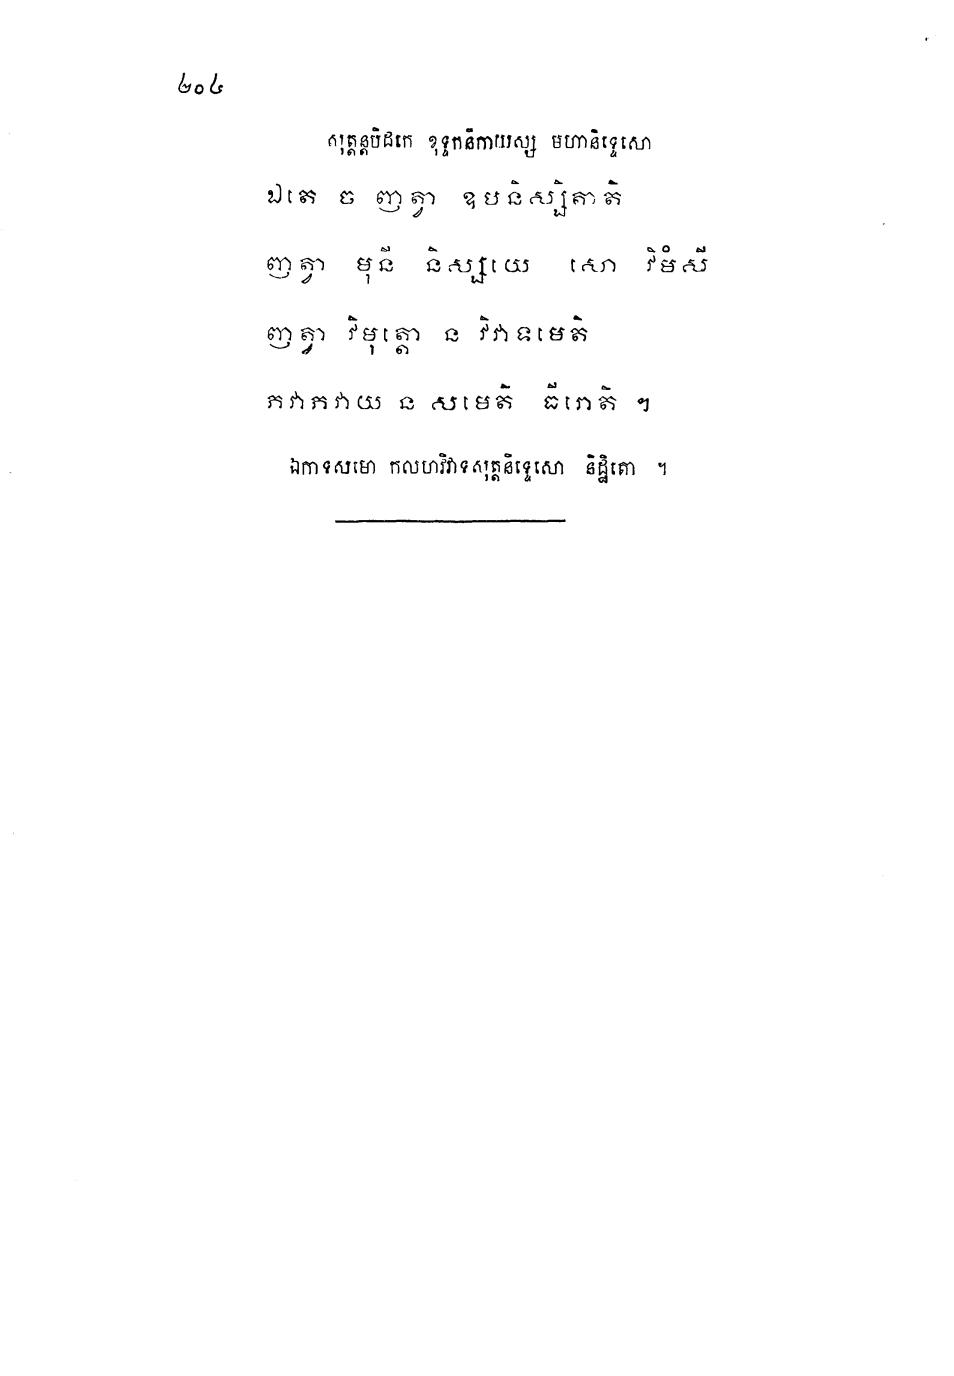 ២០៤
សុត្តន្តបិដកេ ខុទ្ទកនិកាយស្ស មហានិទ្ទេសោ
ឯតេ ច ញត្វា ឧបនិស្សិតាតិ
ញត្វា មុនី និស្សយេ សោ វិមំសី
ញត្វា វិមុត្តោ ន វិវាទមេតិ
ភវាភវាយ ន សមេតិ ធីរោតិ ។
ឯកាទសមោ កលហវិវាទសុត្តនិទ្ទេសោ និដ្ឋិតោ ។